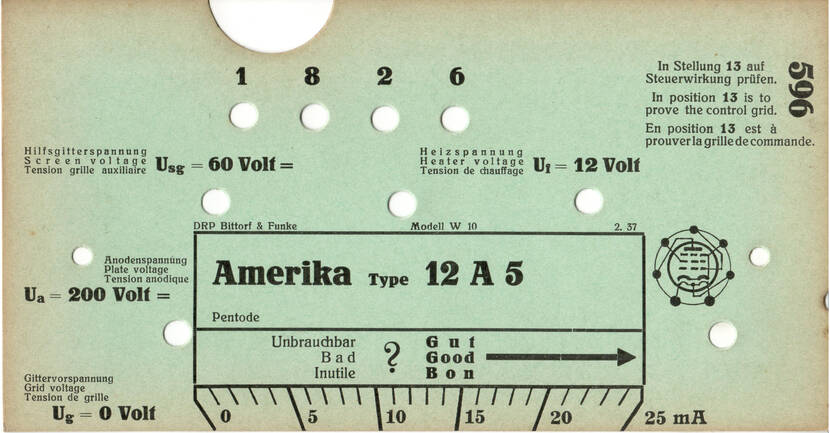 1 8 2 6
In Stellung 13 auf
Steuerwirkung prüfen.
In position 13 is to
prove the control grid.
En position 13 est à
prouver la grille de commande.
596
Hilfsgitterspannung
Screen voltage
Tension grille auxiliaire
Usg = 60 Volt =
Heizspannung
Heater voltage
Tension de chauffage
Uf = 12 Volt
DRP Bittorf & Funke Modell W 10 2. 37
Anodenspannung
Plate voltage
Tension anodique
Ua = 200 Volt =
Amerika Type 12 A 5
Pentode
Unbrauchbar
Bad
Inutile
?
Gut
Good
Bon
Gittervorspannung
Grid voltage
Tension de grille
Ug = 0 Volt
0 5 10 15 20 25 mA